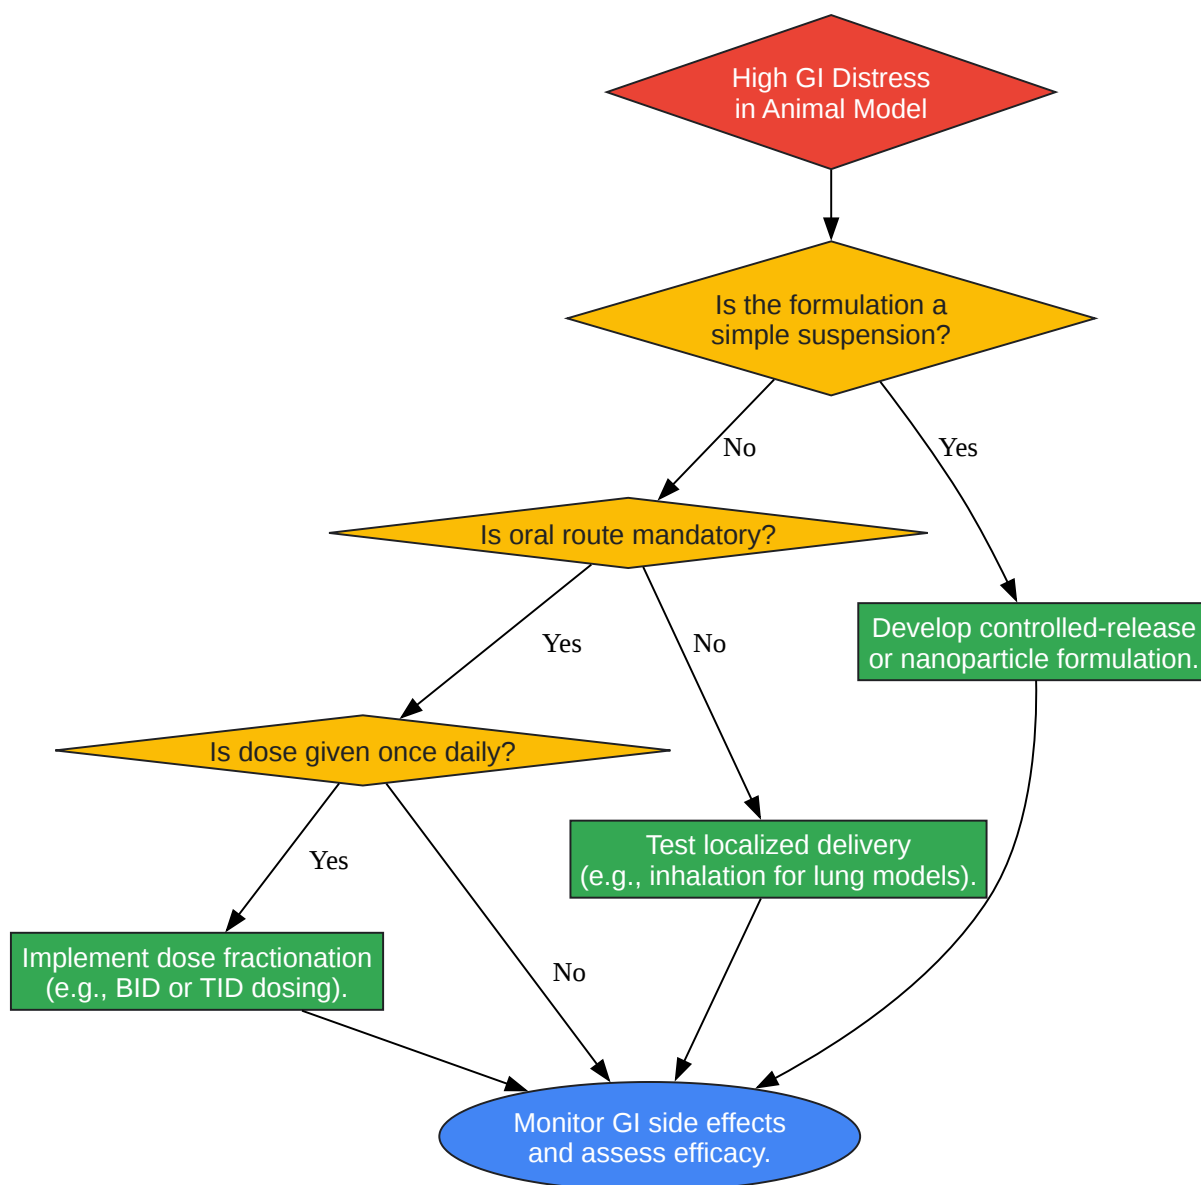 High GI Distress
in Animal Model
Is the formulation a
simple suspension?
No
Yes
Is oral route mandatory?
Develop controlled-release
or nanoparticle formulation.
Yes
No
Is dose given once daily?
Test localized delivery
(e.g., inhalation for lung models).
Yes
Implement dose fractionation
(e.g., BID or TID dosing).
No
Monitor GI side effects
and assess efficacy.